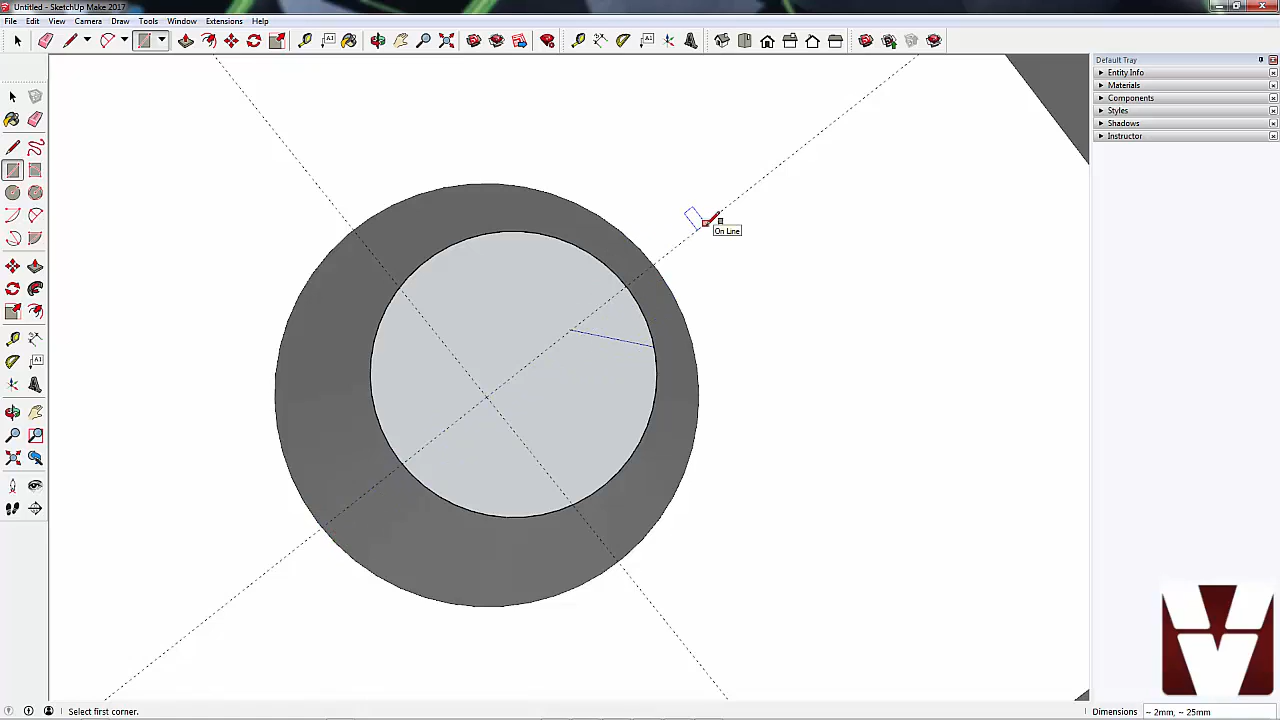 Untitled - SketchUp Make 2017
File Edit View Camera Draw Tools Window Extensions Help
Default Tray
Entity Info
Materials
Components
Styles
Shadows
Instructor
On Line
Select first corner.
Dimensions ~ 2mm, ~ 25mm